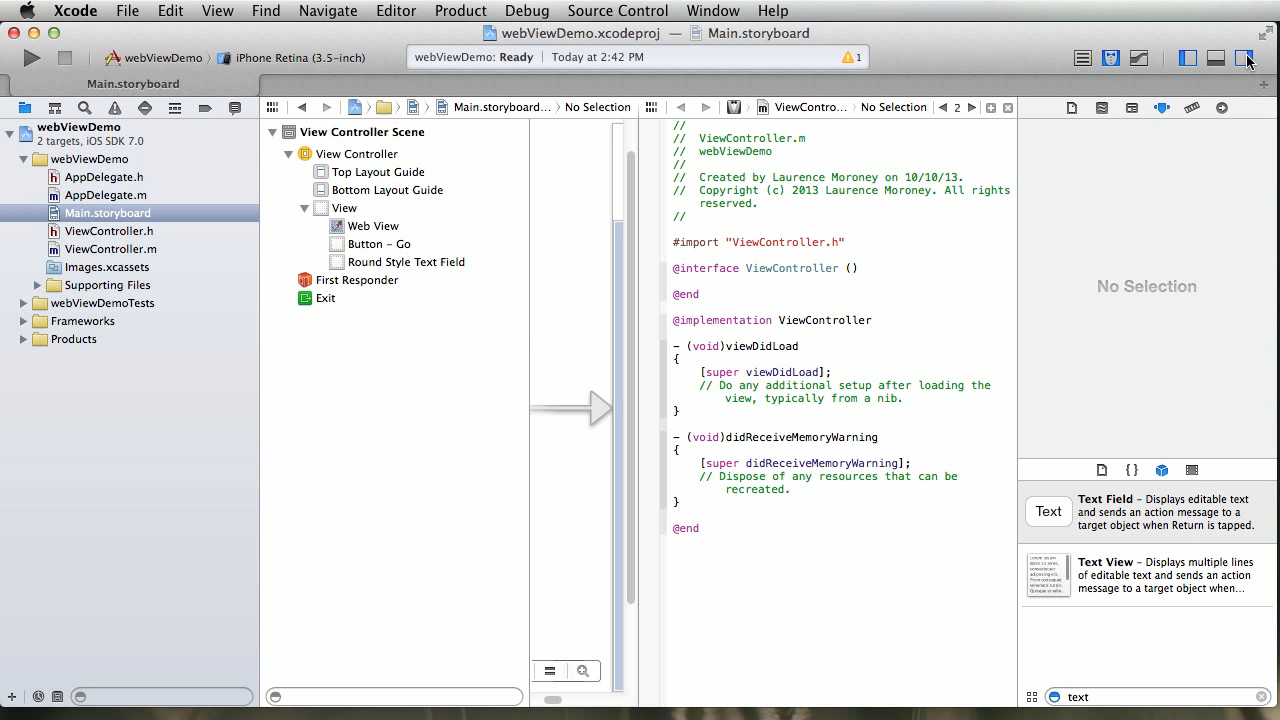 Xcode File Edit View Find Navigate Editor Product Debug Source Control Window Help
webViewDemo.xcodeproj — Main.storyboard
webViewDemo iPhone Retina (3.5-inch)
webViewDemo: Ready Today at 2:42 PM 1
Main.storyboard
Main.storyboard... No Selection
ViewContro... No Selection 2
webViewDemo
2 targets, iOS SDK 7.0
webViewDemo
AppDelegate.h
AppDelegate.m
Main.storyboard
ViewController.h
ViewController.m
Images.xcassets
Supporting Files
webViewDemoTests
Frameworks
Products
View Controller Scene
View Controller
Top Layout Guide
Bottom Layout Guide
View
Web View
Button – Go
Round Style Text Field
First Responder
Exit
//
// ViewController.m
// webViewDemo
//
// Created by Laurence Moroney on 10/10/13.
// Copyright (c) 2013 Laurence Moroney. All rights
reserved.
//
#import "ViewController.h"
@interface ViewController ()
@end
@implementation ViewController
- (void)viewDidLoad
{
[super viewDidLoad];
// Do any additional setup after loading the
view, typically from a nib.
}
- (void)didReceiveMemoryWarning
{
[super didReceiveMemoryWarning];
// Dispose of any resources that can be
recreated.
}
@end
No Selection
{ }
Text
Text Field – Displays editable text
and sends an action message to a
target object when Return is tapped.
Text View – Displays multiple lines
of editable text and sends an action
message to a target object when...
text